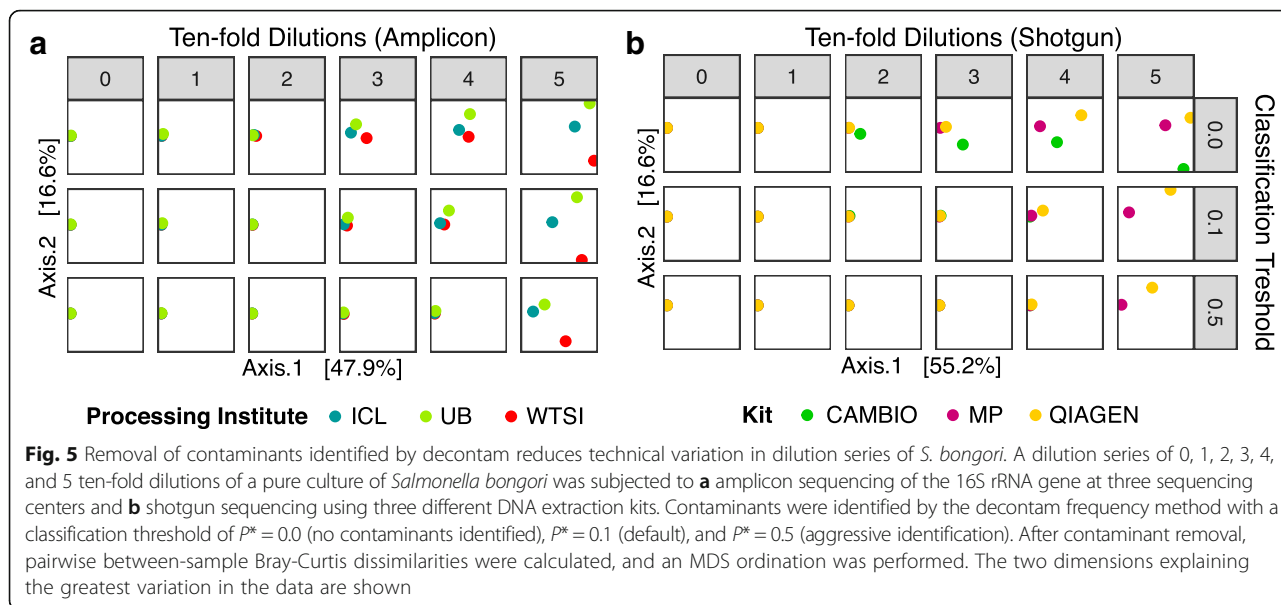 a
Ten-fold Dilutions (Amplicon)
0 1 2 3 4 5
Axis.2 [16.6%]
Axis.1 [47.9%]
Processing Institute ICL UB WTSI
b
Ten-fold Dilutions (Shotgun)
0 1 2 3 4 5
Axis.2 [16.6%]
0.0
0.1
0.5
Classification Treshold
Axis.1 [55.2%]
Kit CAMBIO MP QIAGEN
Fig. 5 Removal of contaminants identified by decontam reduces technical variation in dilution series of S. bongori. A dilution series of 0, 1, 2, 3, 4,
and 5 ten-fold dilutions of a pure culture of Salmonella bongori was subjected to a amplicon sequencing of the 16S rRNA gene at three sequencing
centers and b shotgun sequencing using three different DNA extraction kits. Contaminants were identified by the decontam frequency method with a
classification threshold of P* = 0.0 (no contaminants identified), P* = 0.1 (default), and P* = 0.5 (aggressive identification). After contaminant removal,
pairwise between-sample Bray-Curtis dissimilarities were calculated, and an MDS ordination was performed. The two dimensions explaining
the greatest variation in the data are shown